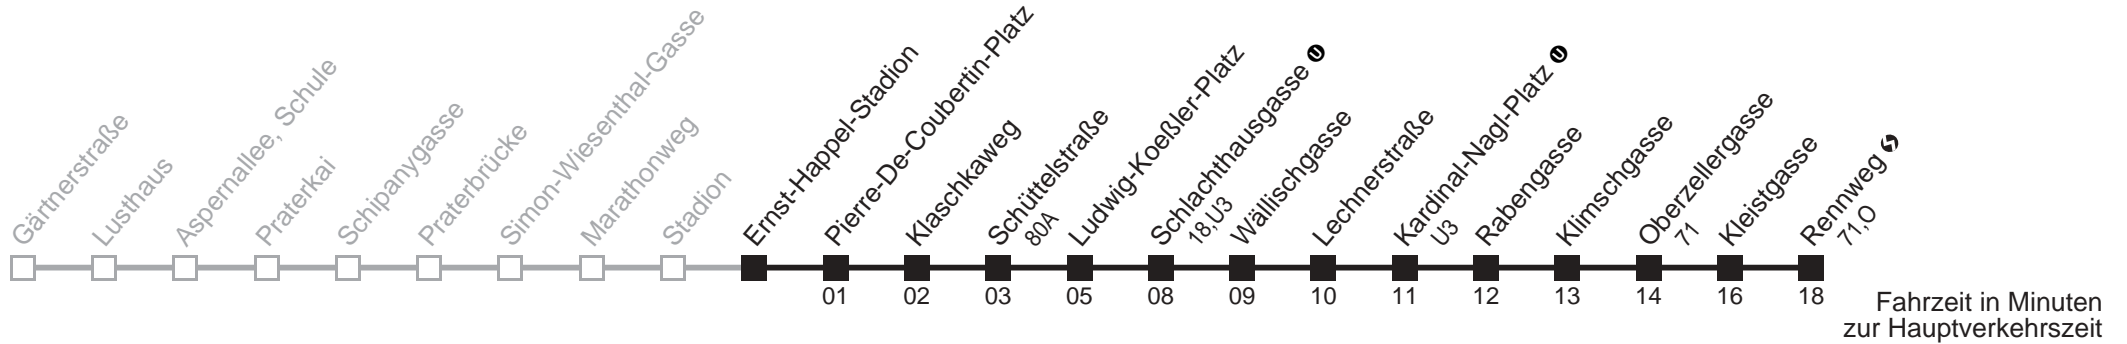 Gärtnerstraße
Lusthaus
Aspernallee, Schule
Praterkai
Schipanygasse
Praterbrücke
Simon-Wiesenthal-Gasse
Marathonweg
Stadion
Ernst-Happel-Stadion
Pierre-De-Coubertin-Platz
01
Klaschkaweg
02
Schüttelstraße
80A
03
Ludwig-Koeßler-Platz
05
Schlachthausgasse U
18,U3
08
Wällischgasse
09
Lechnerstraße
10
Kardinal-Nagl-Platz U
U3
11
Rabengasse
12
Klimschgasse
13
Oberzellergasse
71
14
Kleistgasse
16
Rennweg
71,O
18
Fahrzeit in Minuten
zur Hauptverkehrszeit